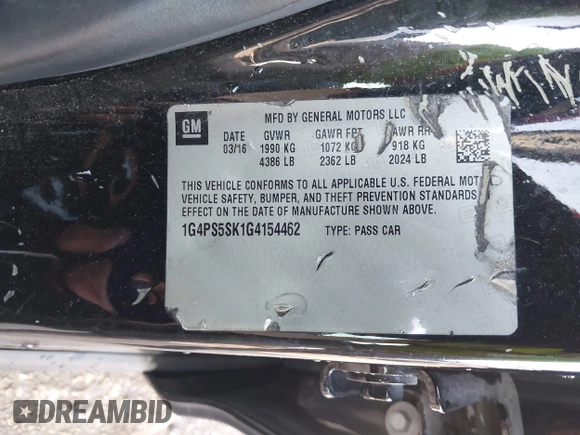 GM
MFD BY GENERAL MOTORS LLC
DATE GVWR GAWR FRT GAWR RR
03/16 1990 KG 1072 KG 918 KG
4386 LB 2362 LB 2024 LB
THIS VEHICLE CONFORMS TO ALL APPLICABLE U.S. FEDERAL MOT
VEHICLE SAFETY, BUMPER, AND THEFT PREVENTION STANDARDS
EFFECT ON THE DATE OF MANUFACTURE SHOWN ABOVE.
1G4PS5SK1G4154462 TYPE: PASS CAR
DREAMBID